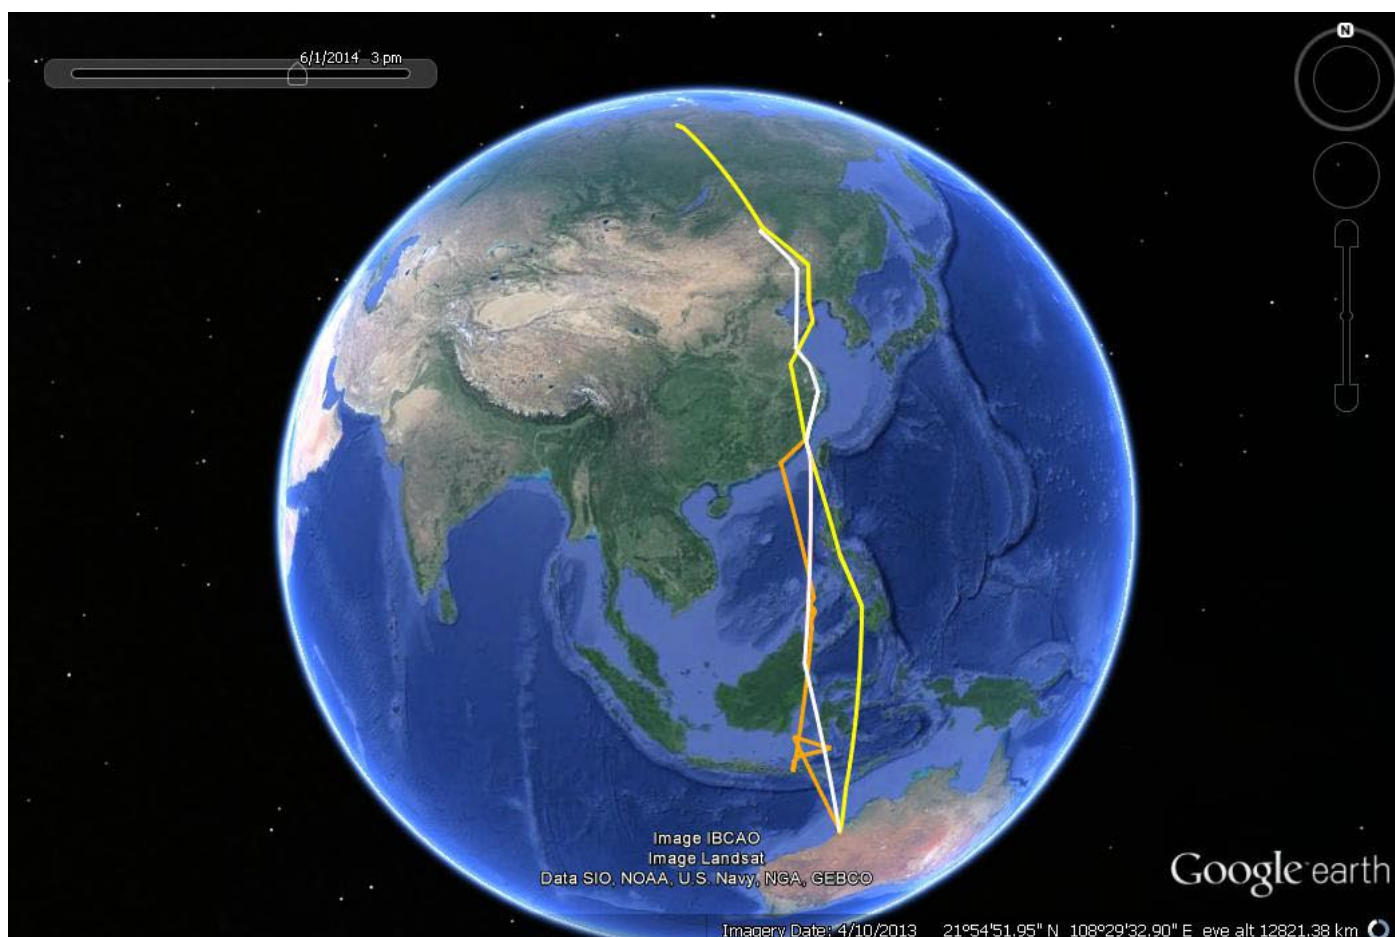 6/1/2014 3 pm
N
Image IBCAO
Image Landsat
Data SIO, NOAA, U.S. Navy, NGA, GEBCO
Google earth
Imagery Date: 4/10/2013 21°54'51.95" N 108°29'32.90" E eye alt 12821.38 km